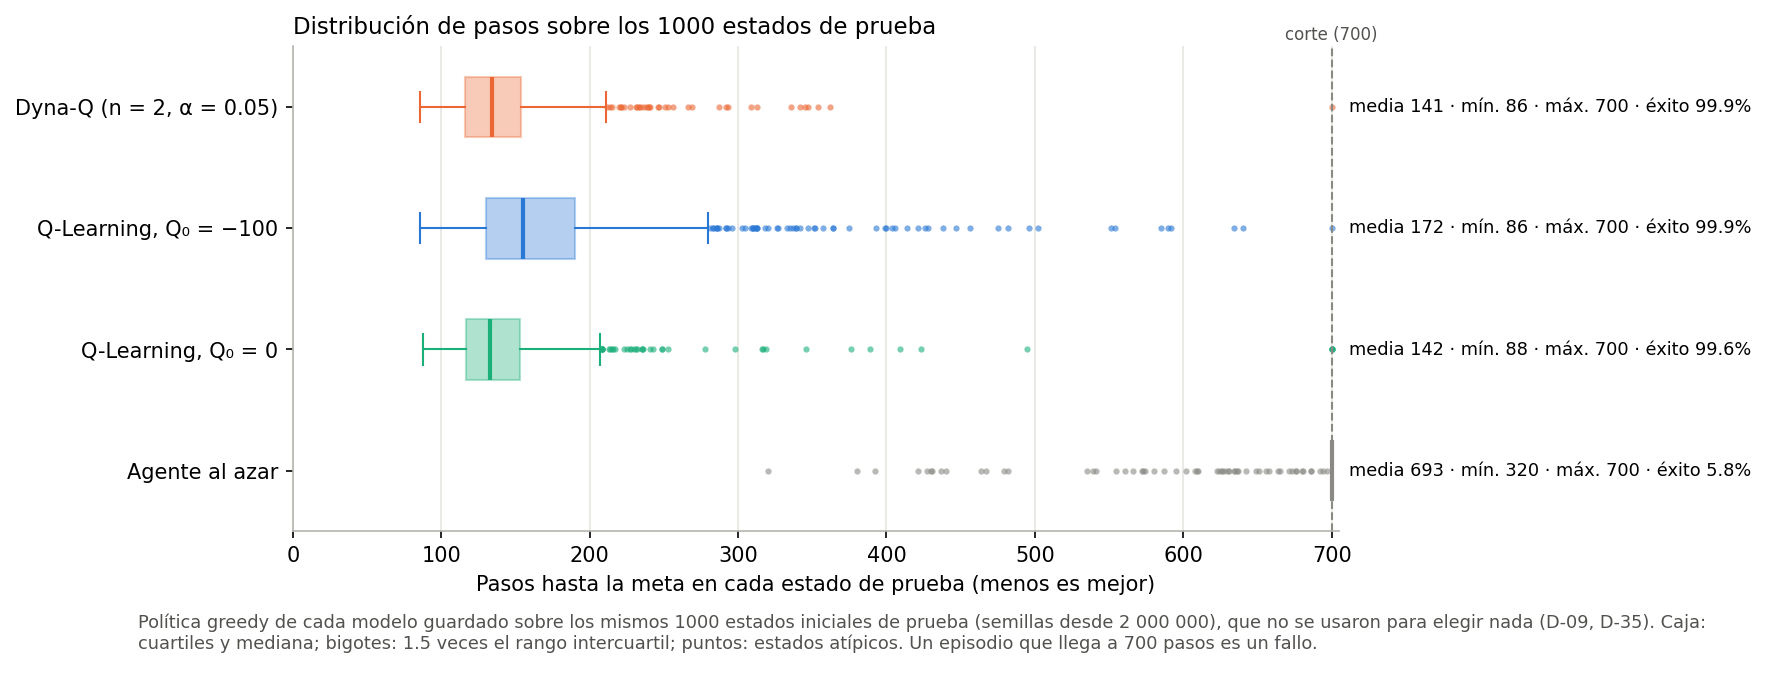 Distribución de pasos sobre los 1000 estados de prueba
corte (700)
Dyna-Q (n = 2, α = 0.05)
media 141 · mín. 86 · máx. 700 · éxito 99.9%
Q-Learning, Q₀ = −100
media 172 · mín. 86 · máx. 700 · éxito 99.9%
Q-Learning, Q₀ = 0
media 142 · mín. 88 · máx. 700 · éxito 99.6%
Agente al azar
media 693 · mín. 320 · máx. 700 · éxito 5.8%
0 100 200 300 400 500 600 700
Pasos hasta la meta en cada estado de prueba (menos es mejor)
Política greedy de cada modelo guardado sobre los mismos 1000 estados iniciales de prueba (semillas desde 2 000 000), que no se usaron para elegir nada (D-09, D-35). Caja:
cuartiles y mediana; bigotes: 1.5 veces el rango intercuartil; puntos: estados atípicos. Un episodio que llega a 700 pasos es un fallo.